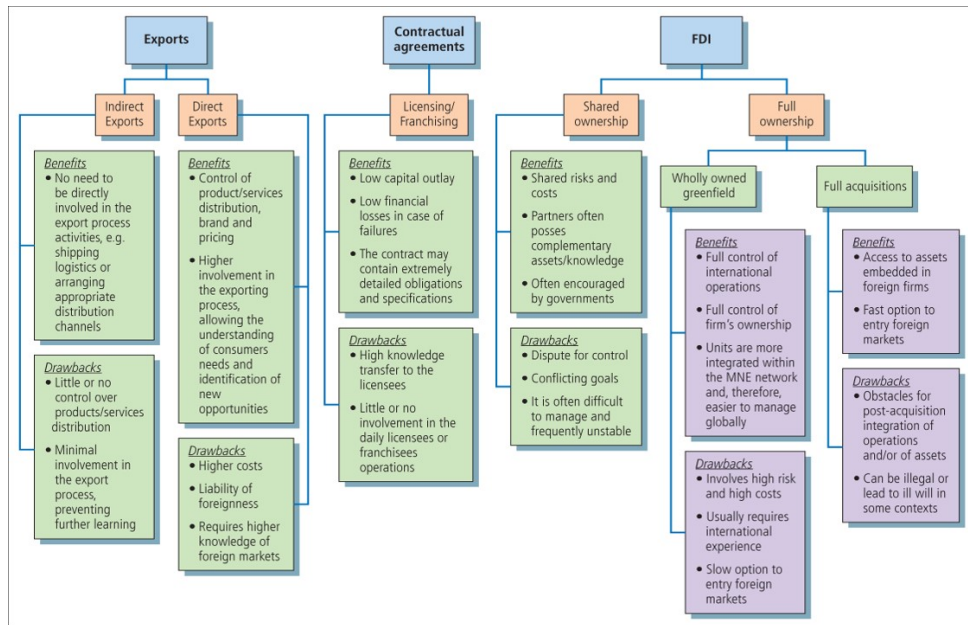 Exports
Contractual
agreements
FDI
Indirect
Exports
Direct
Exports
Licensing/
Franchising
Shared
ownership
Full
ownership
Benefits
• No need to
be directly
involved in the
export process
activities, e.g.
shipping
logistics or
arranging
appropriate
distribution
channels
Drawbacks
• Little or no
control over
products/services
distribution
• Minimal
involvement in
the export
process,
preventing
further learning
Benefits
• Control of
product/services
distribution,
brand and
pricing
• Higher
involvement in
the exporting
process,
allowing the
understanding
of consumers
needs and
identification of
new
opportunities
Drawbacks
• Higher costs
• Liability of
foreignness
• Requires higher
knowledge of
foreign markets
Benefits
• Low capital outlay
• Low financial
losses in case of
failures
• The contract may
contain extremely
detailed obligations
and specifications
Drawbacks
• High knowledge
transfer to the
licensees
• Little or no
involvement in the
daily licensees or
franchisees
operations
Benefits
• Shared risks and
costs
• Partners often
posses
complementary
assets/knowledge
• Often encouraged
by governments
Drawbacks
• Dispute for control
• Conflicting goals
• It is often difficult
to manage and
frequently unstable
Wholly owned
greenfield
Benefits
• Full control of
international
operations
• Full control of
firm's ownership
• Units are more
integrated within
the MNE network
and, therefore,
easier to manage
globally
Drawbacks
• Involves high risk
and high costs
• Usually requires
international
experience
• Slow option to
entry foreign
markets
Full acquisitions
Benefits
• Access to assets
embedded in
foreign firms
• Fast option to
entry foreign
markets
Drawbacks
• Obstacles for
post-acquisition
integration of
operations
and/or of assets
• Can be illegal or
lead to ill will in
some contexts